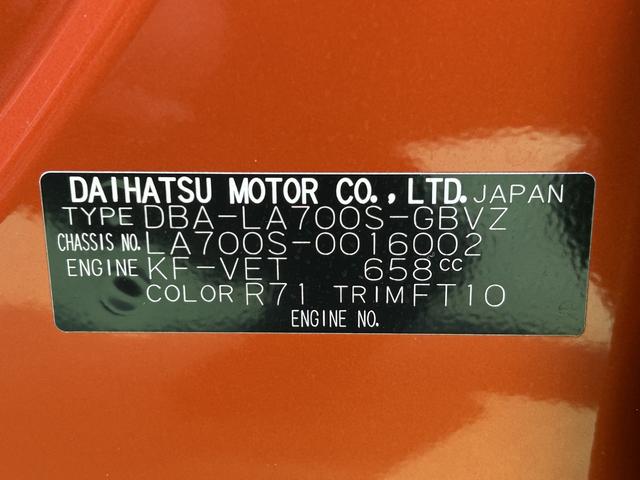 DAIHATSU MOTOR CO., LTD. JAPAN
TYPE DBA-LA700S-GBVZ
CHASSIS NO. LA700S-0016002
ENGINE KF-VET 658cc
COLOR R71 TRIM FT10
ENGINE NO.